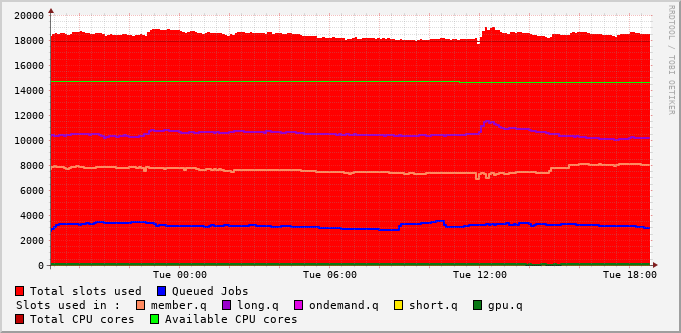 20000
18000
16000
14000
12000
10000
8000
6000
4000
2000
0
Tue 00:00 Tue 06:00 Tue 12:00 Tue 18:00
Total slots used Queued Jobs
Slots used in : member.q long.q ondemand.q short.q gpu.q
Total CPU cores Available CPU cores
RRDTOOL / TOBI OETIKER